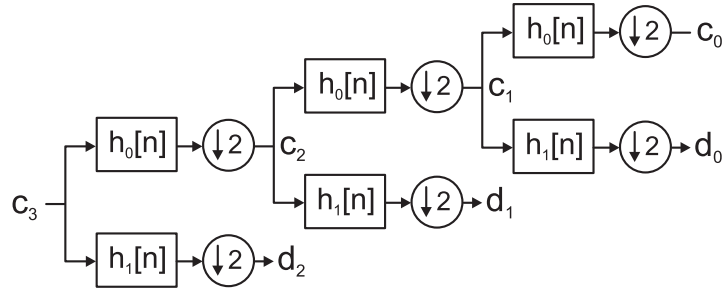 h₀[n] ↓2 c₀
h₀[n] ↓2 c₁
h₁[n] ↓2 d₀
h₀[n] ↓2 c₂
h₁[n] ↓2 d₁
c₃
h₁[n] ↓2 d₂